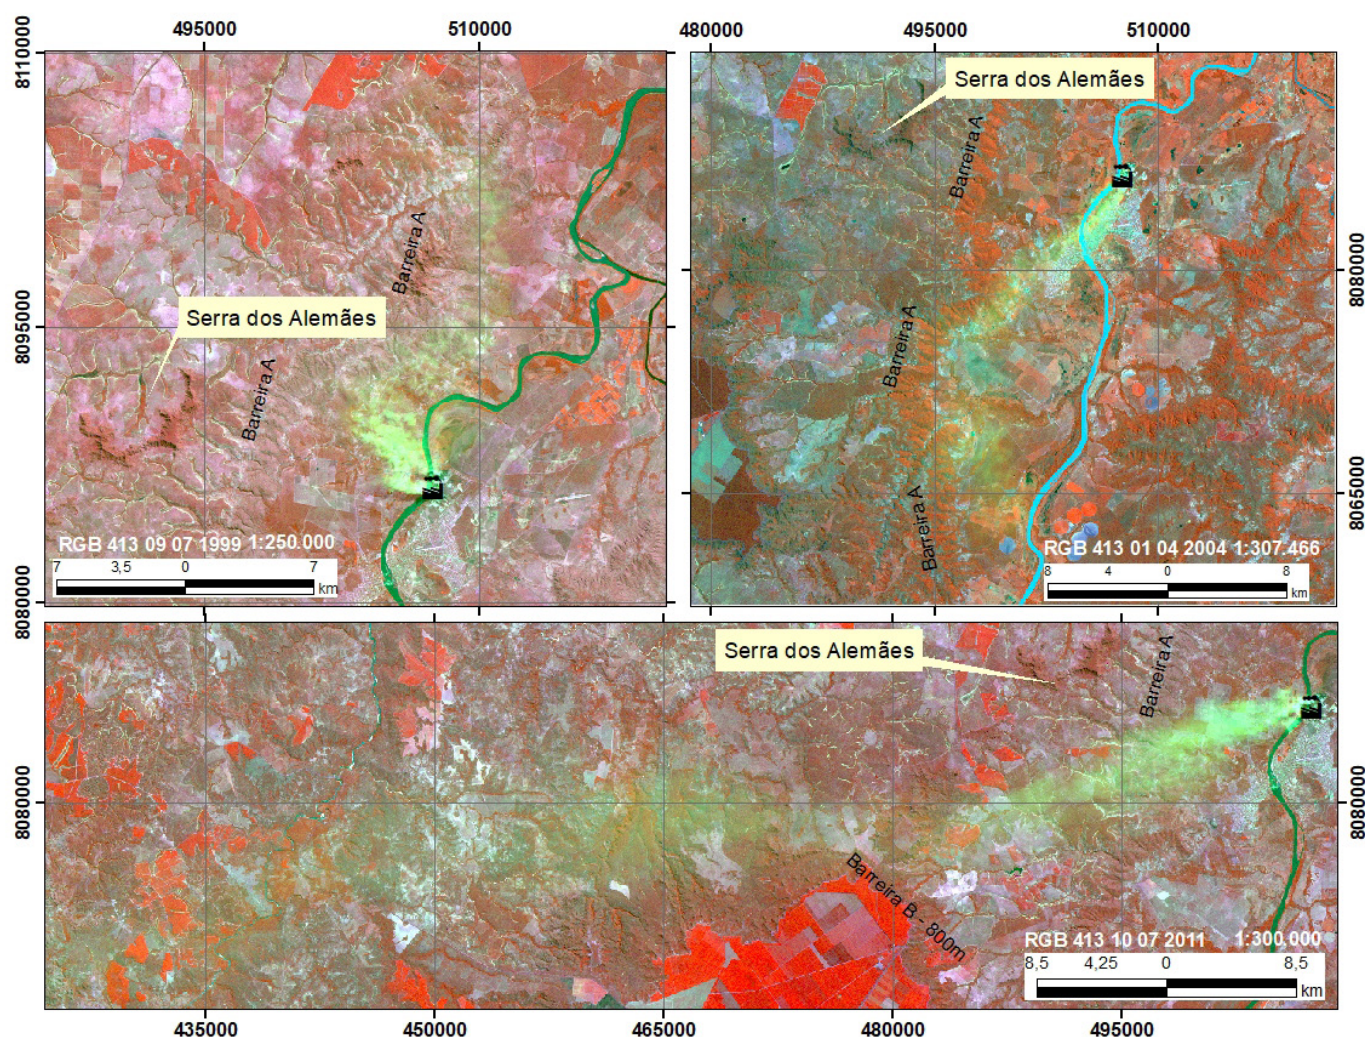 495000
510000
480000
495000
510000
810000
8095000
8080000
Serra dos Alemães
Barreira A
Barreira A
RGB 413 09 07 1999 1:250.000
7
3,5
0
7
km
Serra dos Alemães
Barreira A
Barreira A
Barreira A
8080000
8065000
RGB 413 01 04 2004 1:307.466
8
4
0
8
km
Serra dos Alemães
Barreira A
Barreira B - 800m
8080000
8080000
RGB 413 10 07 2011 1:300.000
8,5
4,25
0
8,5
km
435000
450000
465000
480000
495000